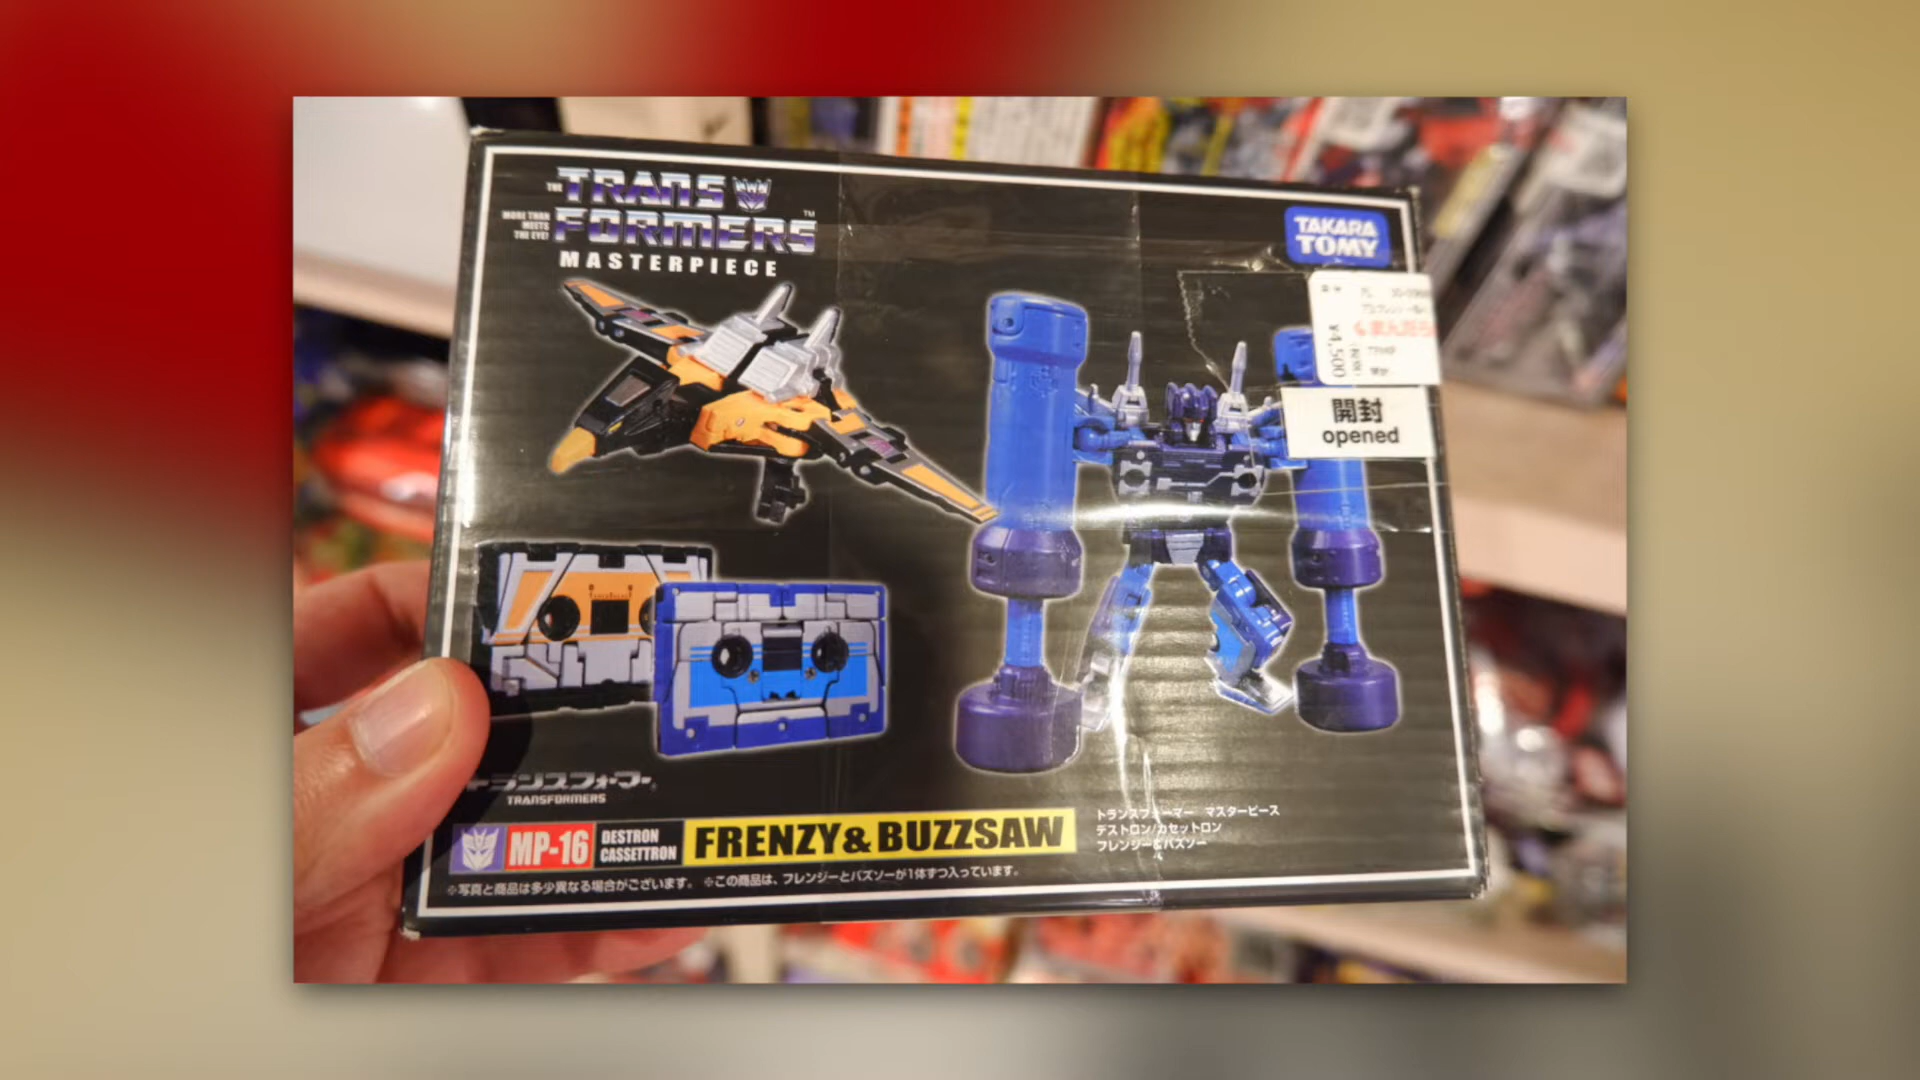 THE
TRANS
FORMERS™
MORE THAN
MEETS
THE EYE!
MASTERPIECE
TAKARA
TOMY
¥4,500
開封
opened
トランスフォーマー
TRANSFORMERS
MP-16
DESTRON
CASSETTRON
FRENZY&BUZZSAW
トランスフォーマー マスターピース
デストロン/カセットロン
フレンジーとバズソー
※写真と商品は多少異なる場合がございます。 ※この商品は、フレンジーとバズソーが1体ずつ入っています。